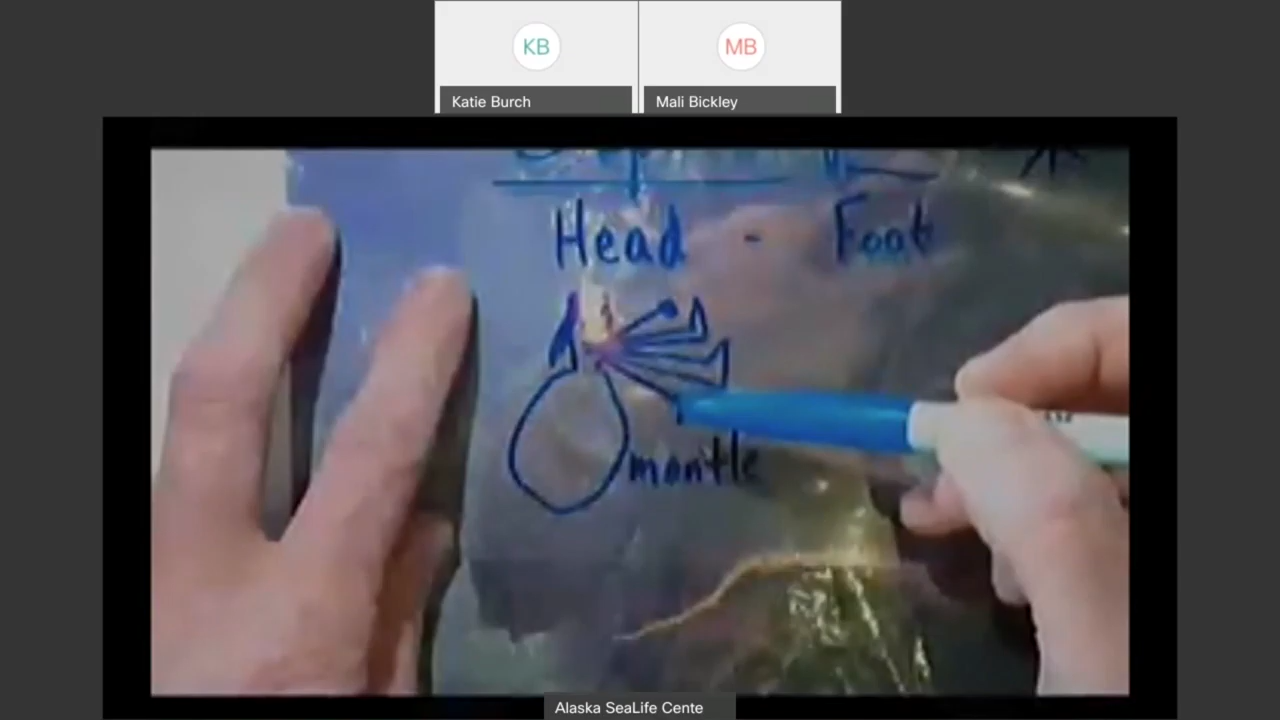 KB
MB
Katie Burch
Mali Bickley
Head - Foot
mantle
Alaska SeaLife Cente